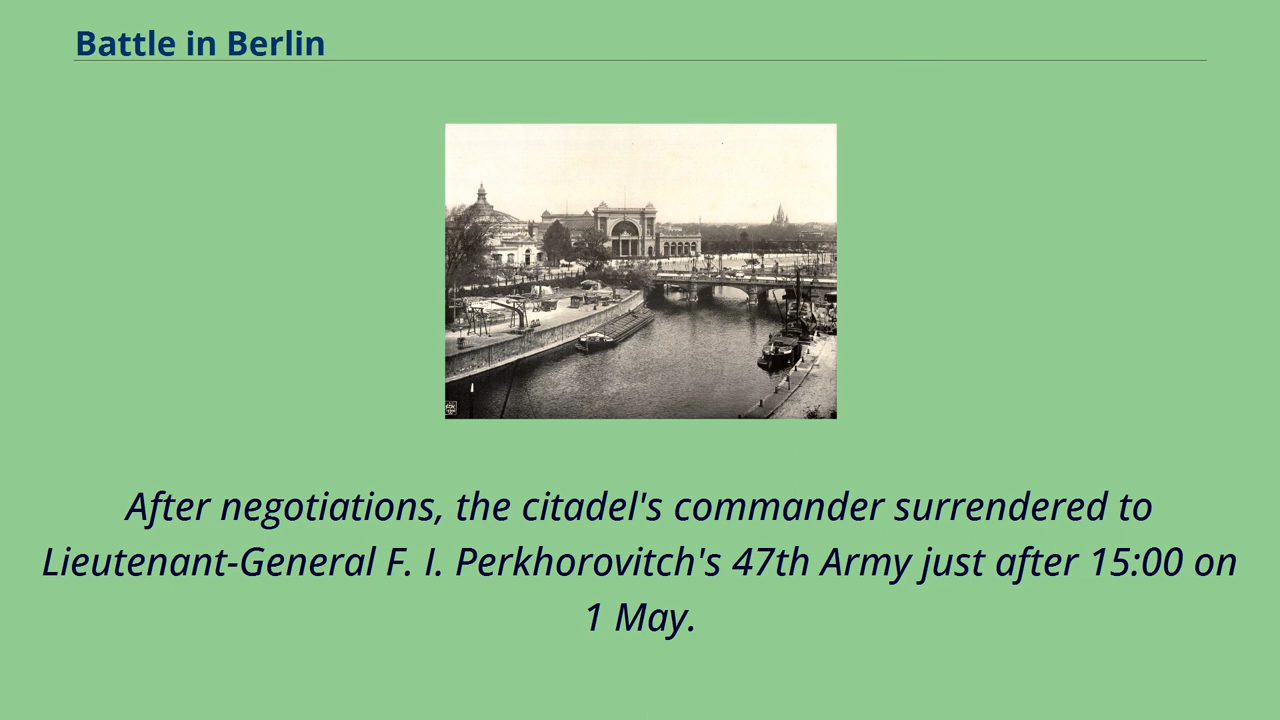 Battle in Berlin
After negotiations, the citadel's commander surrendered to
Lieutenant-General F. I. Perkhorovitch's 47th Army just after 15:00 on
1 May.